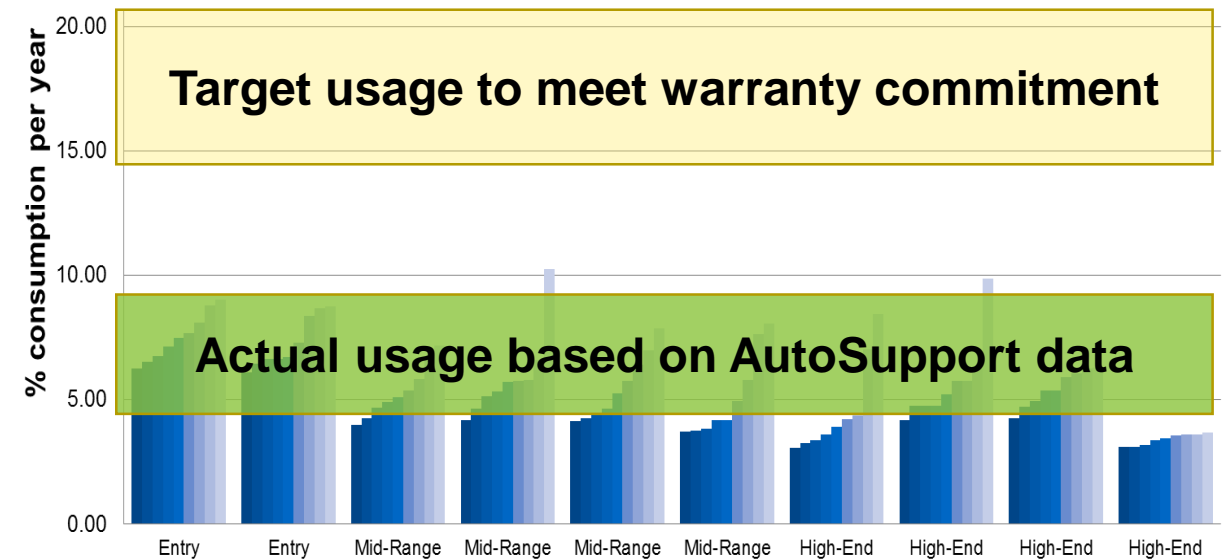 % consumption per year
20.00
15.00
10.00
5.00
0.00
Target usage to meet warranty commitment
Actual usage based on AutoSupport data
Entry Entry Mid-Range Mid-Range Mid-Range Mid-Range High-End High-End High-End High-End